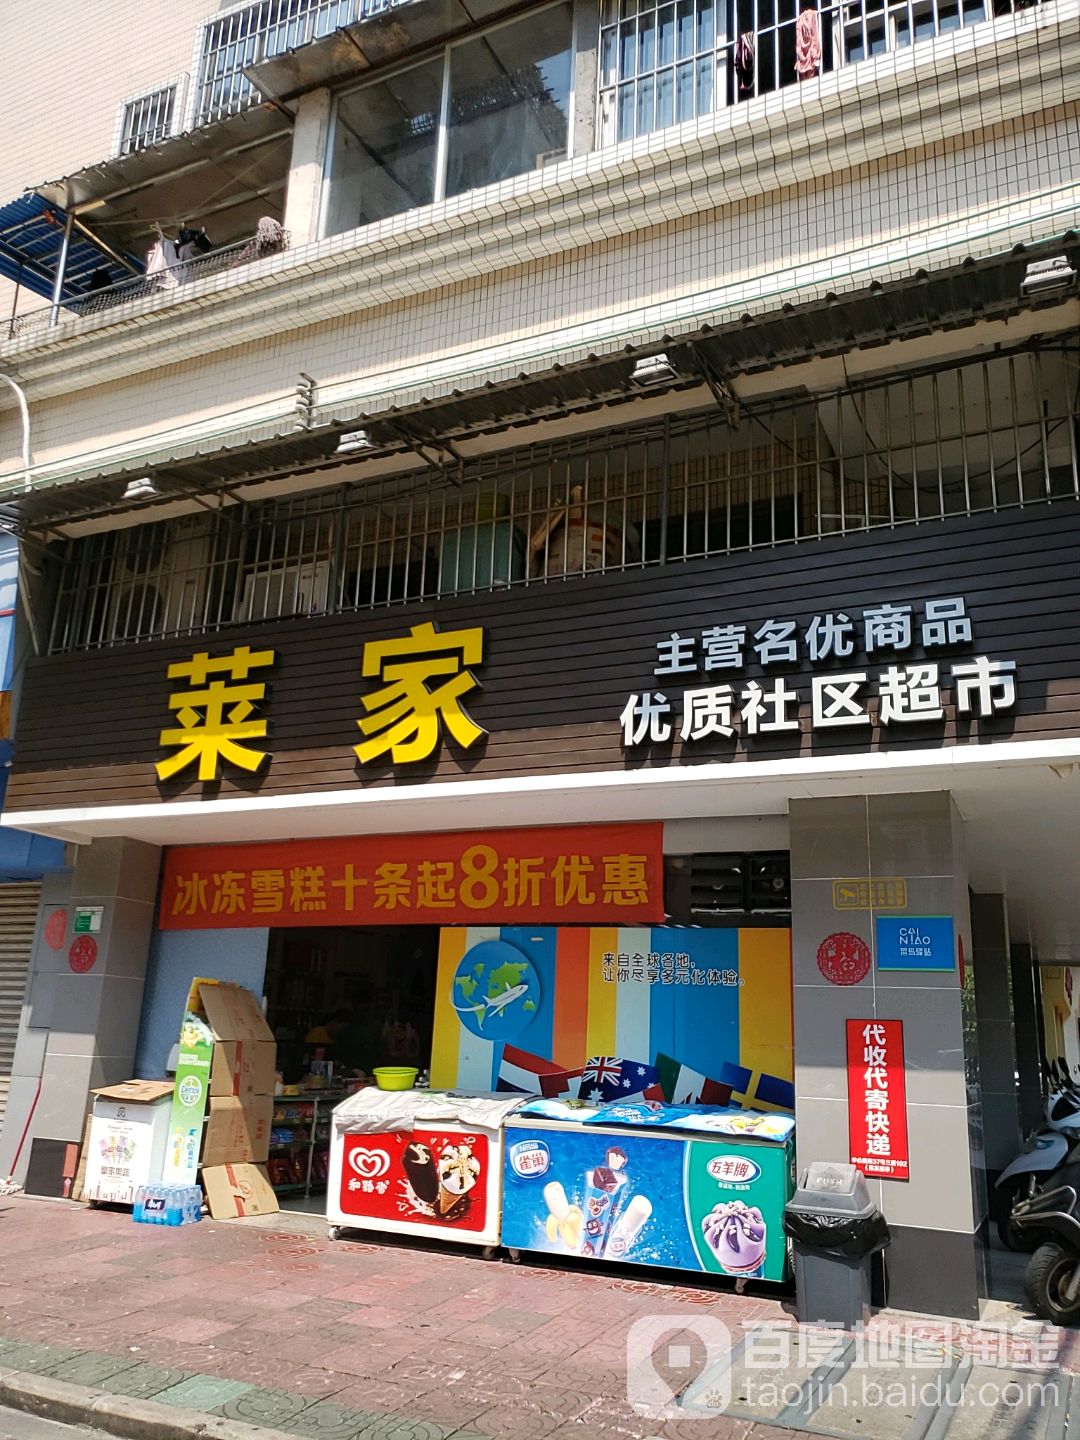 莱家
主营名优商品
优质社区超市
冰冻雪糕十条起8折优惠
来自全球各地,
让你尽享多元化体验。
CAI
NIAO
菜鸟驿站
代收代寄快递
Dettol
和路雪
Nestlé
雀巢
五羊牌
PUSH
百度地图淘金
taojin.baidu.com